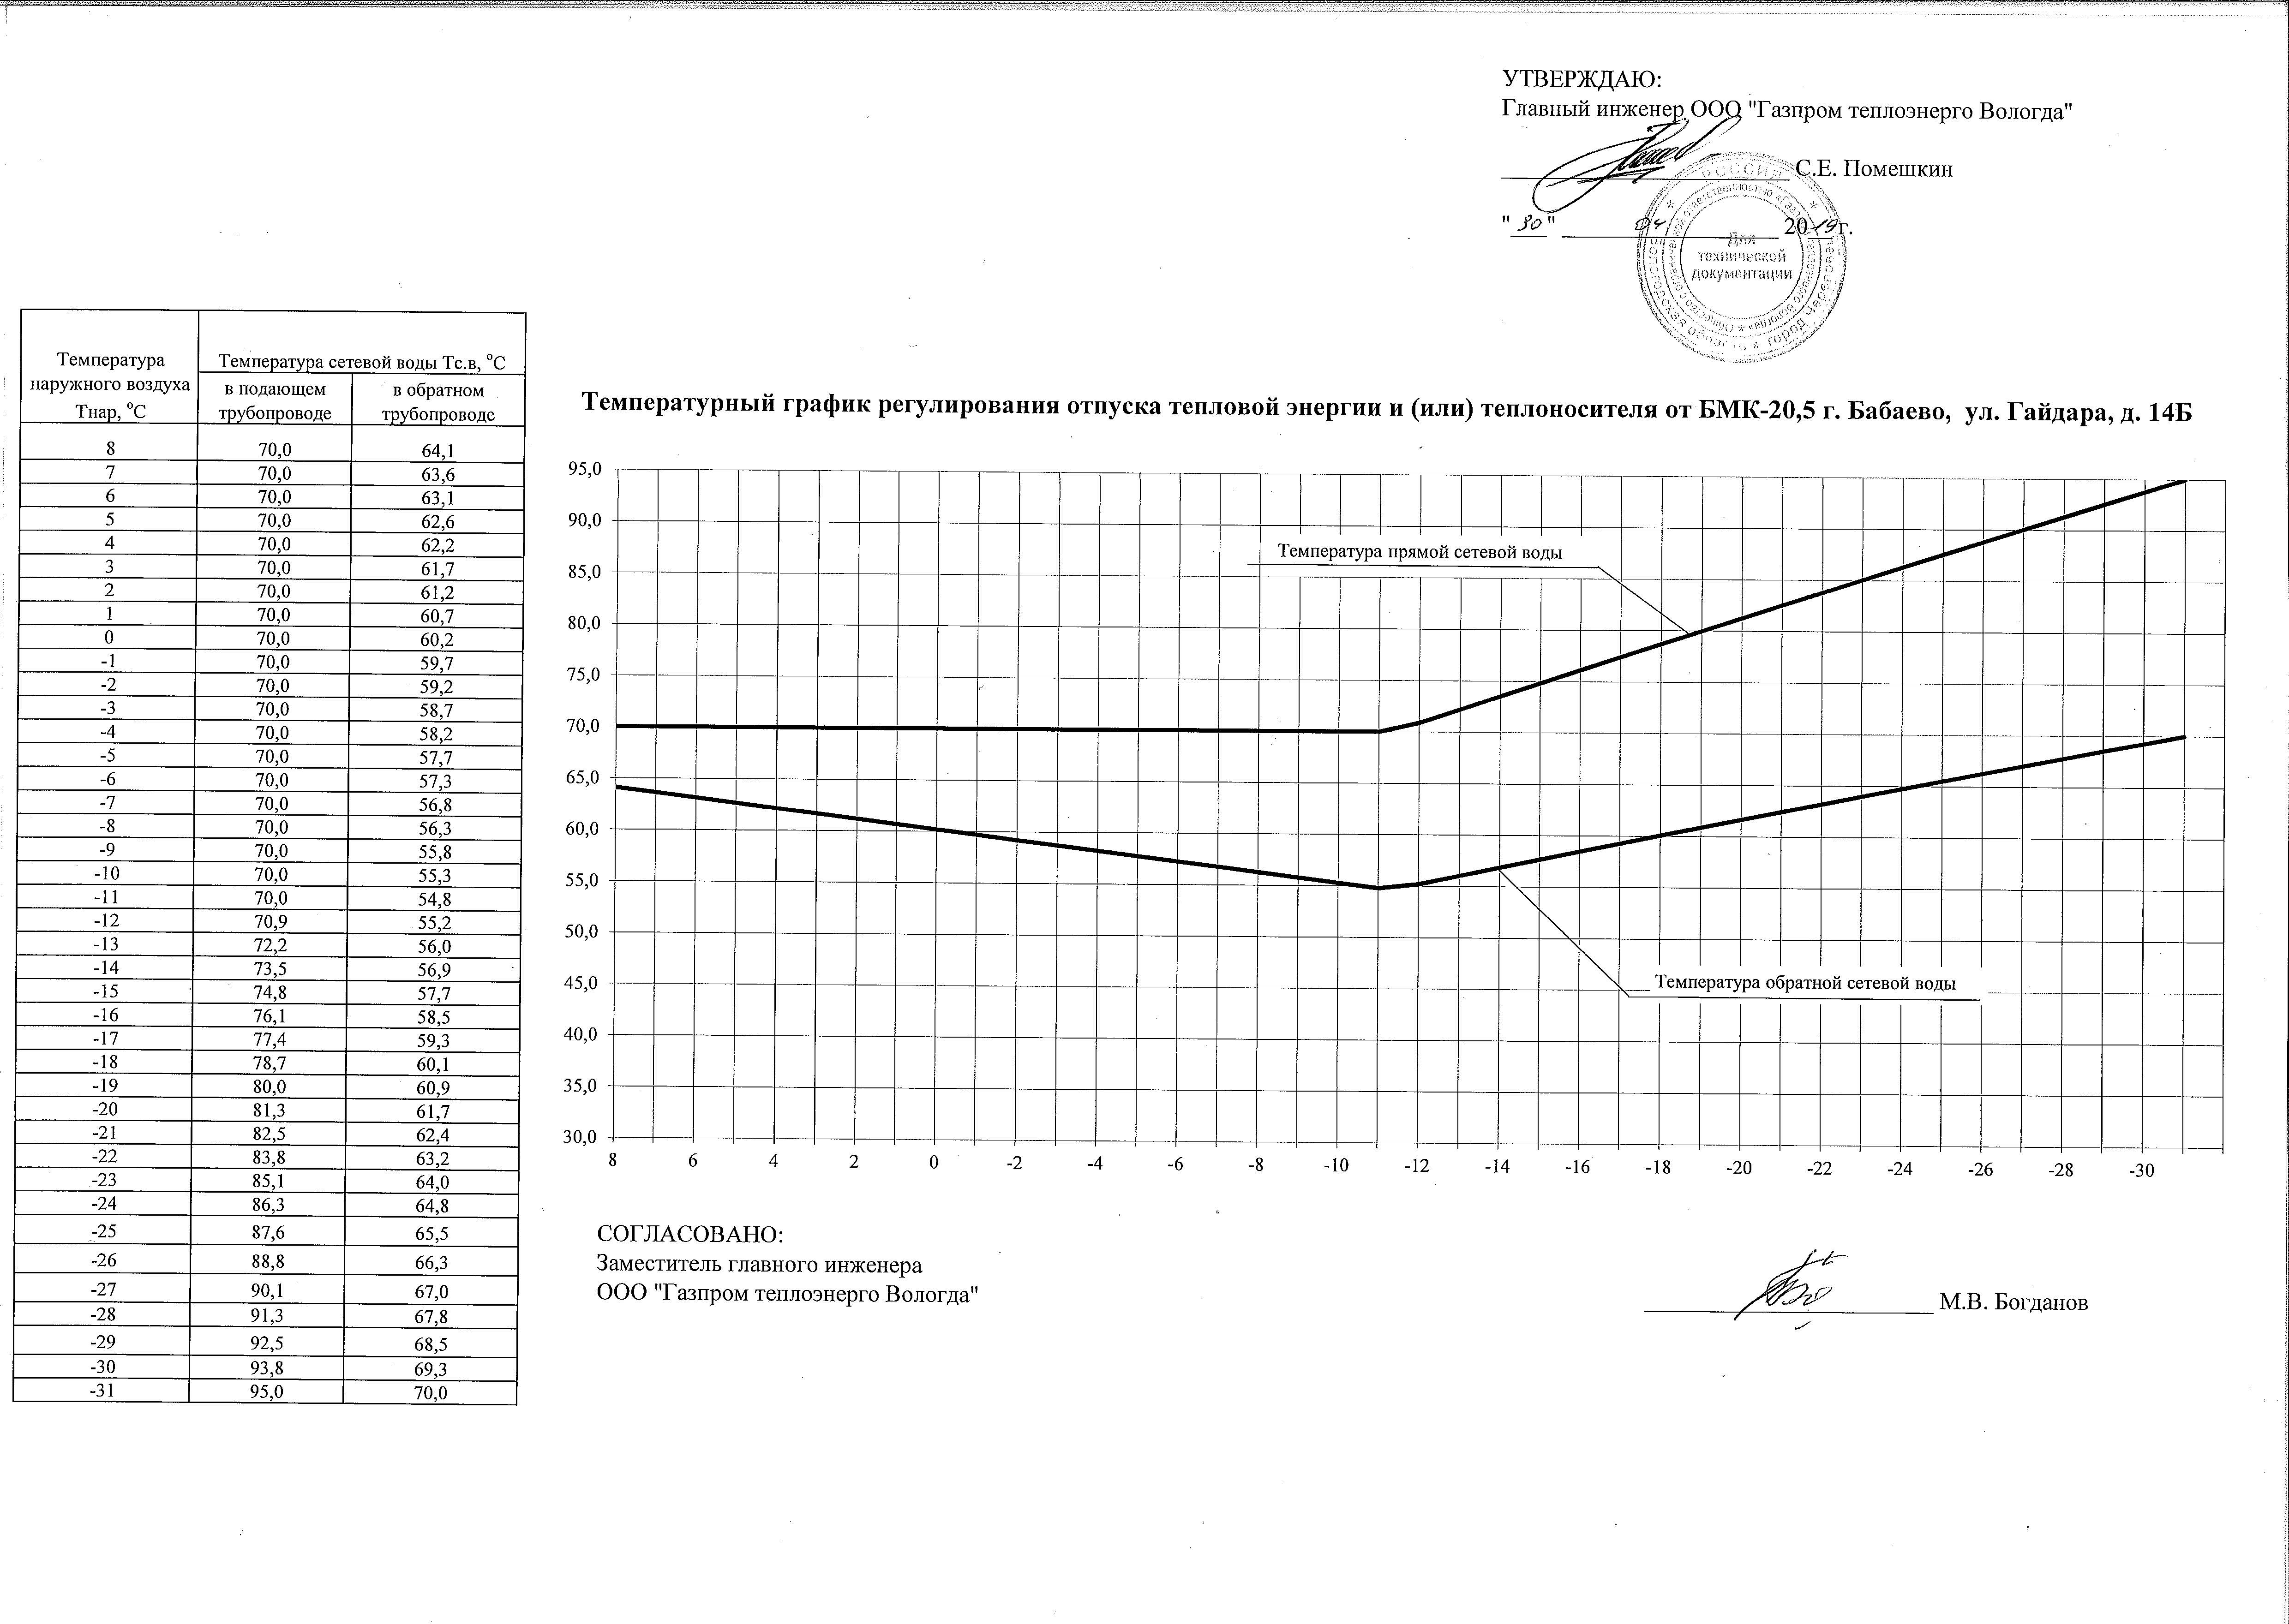 УТВЕРЖДАЮ:
Главный инженер ООО "Газпром теплоэнерго Вологда"
С.Е. Помешкин
"30" 04 2019г.
РОССИЯ
Для
технической
документации
Температура наружного воздуха Тнар, °С
Температура сетевой воды Тс.в, °С
в подающем трубопроводе
в обратном трубопроводе
8 70,0 64,1
7 70,0 63,6
6 70,0 63,1
5 70,0 62,6
4 70,0 62,2
3 70,0 61,7
2 70,0 61,2
1 70,0 60,7
0 70,0 60,2
-1 70,0 59,7
-2 70,0 59,2
-3 70,0 58,7
-4 70,0 58,2
-5 70,0 57,7
-6 70,0 57,3
-7 70,0 56,8
-8 70,0 56,3
-9 70,0 55,8
-10 70,0 55,3
-11 70,0 54,8
-12 70,9 55,2
-13 72,2 56,0
-14 73,5 56,9
-15 74,8 57,7
-16 76,1 58,5
-17 77,4 59,3
-18 78,7 60,1
-19 80,0 60,9
-20 81,3 61,7
-21 82,5 62,4
-22 83,8 63,2
-23 85,1 64,0
-24 86,3 64,8
-25 87,6 65,5
-26 88,8 66,3
-27 90,1 67,0
-28 91,3 67,8
-29 92,5 68,5
-30 93,8 69,3
-31 95,0 70,0
Температурный график регулирования отпуска тепловой энергии и (или) теплоносителя от БМК-20,5 г. Бабаево, ул. Гайдара, д. 14Б
95,0
90,0
85,0
80,0
75,0
70,0
65,0
60,0
55,0
50,0
45,0
40,0
35,0
30,0
Температура прямой сетевой воды
Температура обратной сетевой воды
8 6 4 2 0 -2 -4 -6 -8 -10 -12 -14 -16 -18 -20 -22 -24 -26 -28 -30
СОГЛАСОВАНО:
Заместитель главного инженера
ООО "Газпром теплоэнерго Вологда"
М.В. Богданов